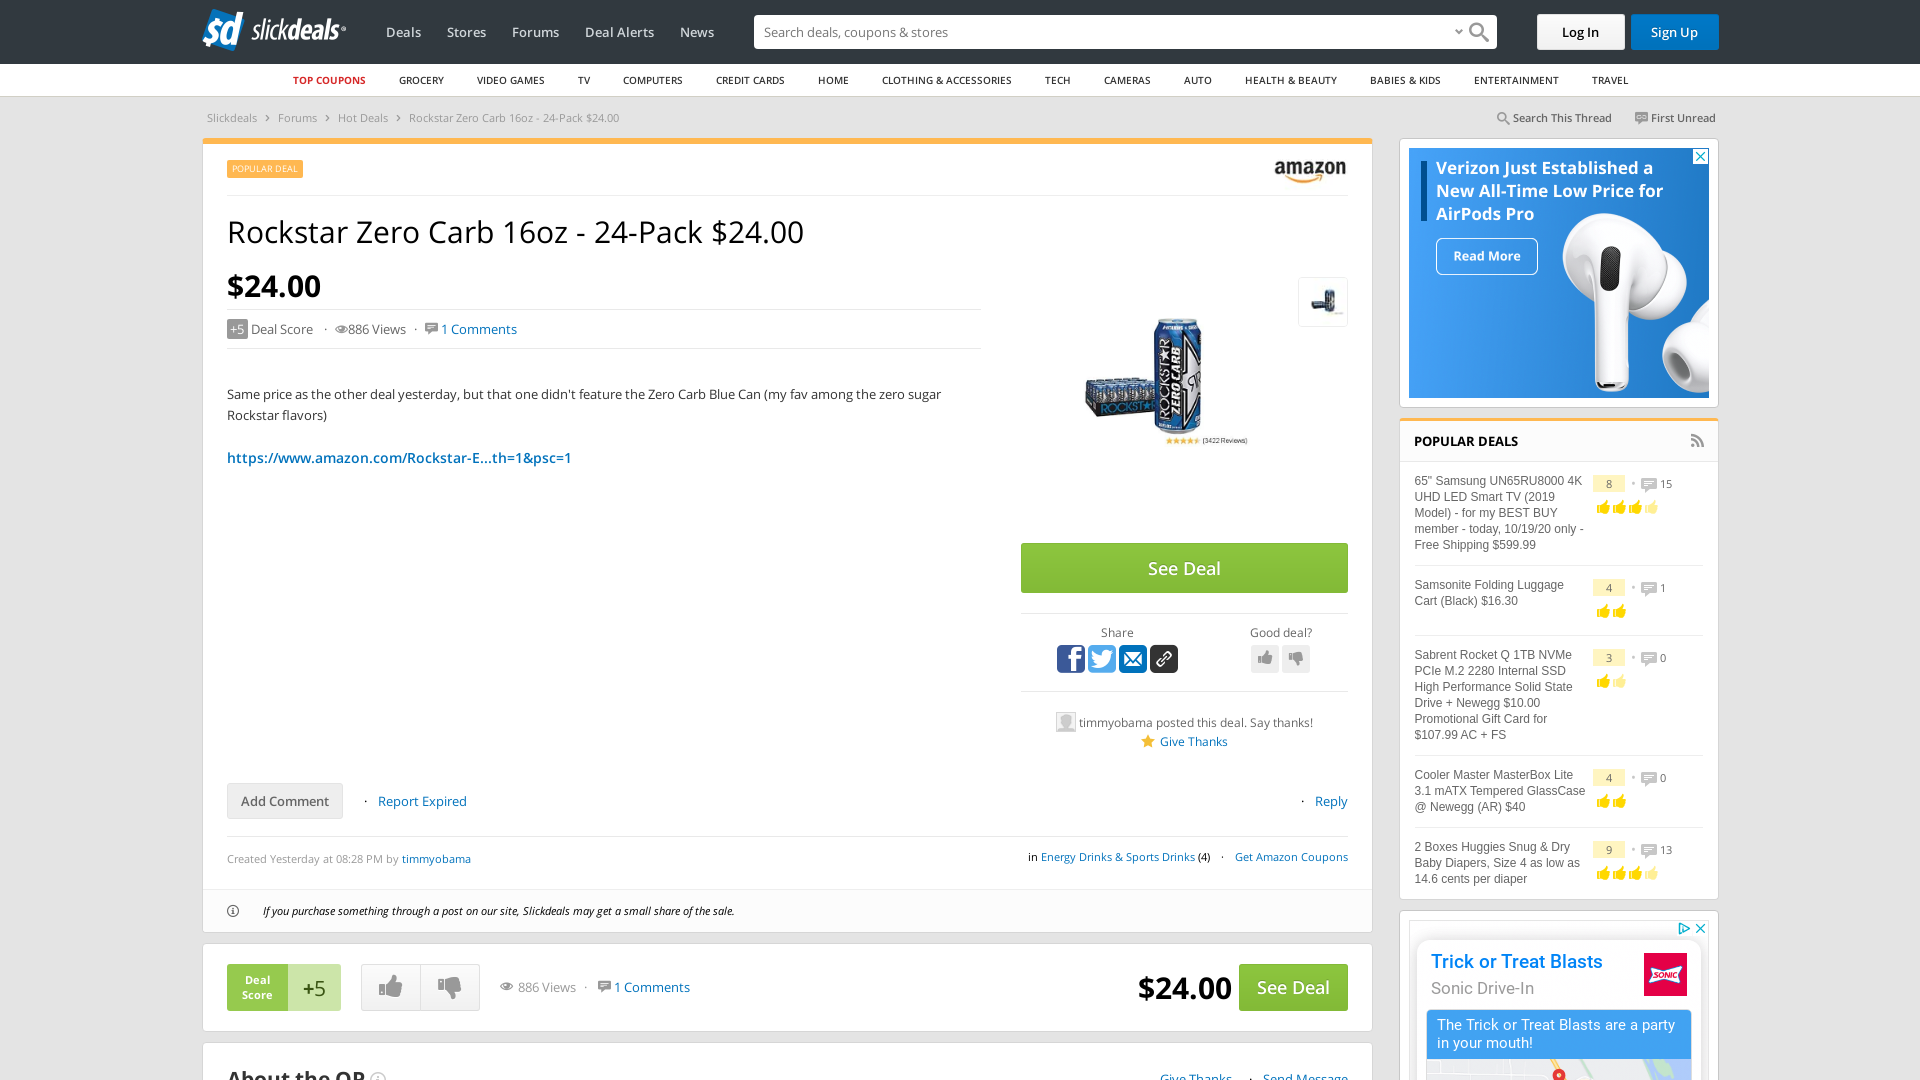 slickdeals
Deals
Stores
Forums
Deal Alerts
News
Search deals, coupons & stores
Log In
Sign Up
TOP COUPONS
GROCERY
VIDEO GAMES
TV
COMPUTERS
CREDIT CARDS
HOME
CLOTHING & ACCESSORIES
TECH
CAMERAS
AUTO
HEALTH & BEAUTY
BABIES & KIDS
ENTERTAINMENT
TRAVEL
Slickdeals > Forums > Hot Deals > Rockstar Zero Carb 16oz - 24-Pack $24.00
Search This Thread
First Unread
POPULAR DEAL
amazon
Rockstar Zero Carb 16oz - 24-Pack $24.00
$24.00
+5 Deal Score · 886 Views · 1 Comments
Same price as the other deal yesterday, but that one didn't feature the Zero Carb Blue Can (my fav among the zero sugar
Rockstar flavors)
https://www.amazon.com/Rockstar-E...th=1&psc=1
ROCKSTAR
ZERO CARB
ROCKSTAR
(3422 Reviews)
See Deal
Share
Good deal?
timmyobama posted this deal. Say thanks!
Give Thanks
Add Comment
· Report Expired
· Reply
Created Yesterday at 08:28 PM by timmyobama
in Energy Drinks & Sports Drinks (4) · Get Amazon Coupons
If you purchase something through a post on our site, Slickdeals may get a small share of the sale.
Deal
Score
+5
886 Views · 1 Comments
$24.00
See Deal
About the OP
Give Thanks · Send Message
Verizon Just Established a
New All-Time Low Price for
AirPods Pro
Read More
POPULAR DEALS
65" Samsung UN65RU8000 4K
UHD LED Smart TV (2019
Model) - for my BEST BUY
member - today, 10/19/20 only -
Free Shipping $599.99
8 • 15
Samsonite Folding Luggage
Cart (Black) $16.30
4 • 1
Sabrent Rocket Q 1TB NVMe
PCIe M.2 2280 Internal SSD
High Performance Solid State
Drive + Newegg $10.00
Promotional Gift Card for
$107.99 AC + FS
3 • 0
Cooler Master MasterBox Lite
3.1 mATX Tempered GlassCase
@ Newegg (AR) $40
4 • 0
2 Boxes Huggies Snug & Dry
Baby Diapers, Size 4 as low as
14.6 cents per diaper
9 • 13
Trick or Treat Blasts
Sonic Drive-In
SONIC
The Trick or Treat Blasts are a party
in your mouth!